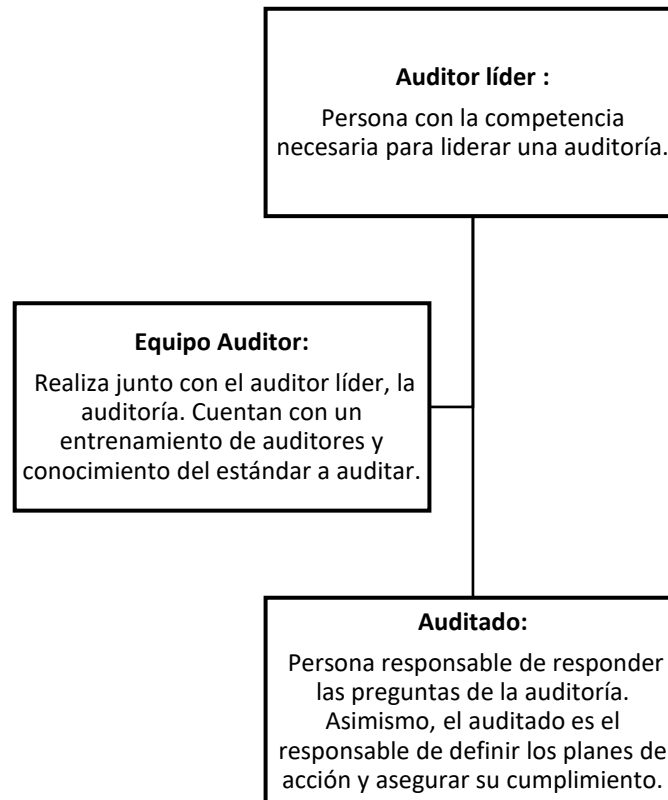 Auditor líder :
Persona con la competencia
necesaria para liderar una auditoría.
Equipo Auditor:
Realiza junto con el auditor líder, la
auditoría. Cuentan con un
entrenamiento de auditores y
conocimiento del estándar a auditar.
Auditado:
Persona responsable de responder
las preguntas de la auditoría.
Asimismo, el auditado es el
responsable de definir los planes de
acción y asegurar su cumplimiento.